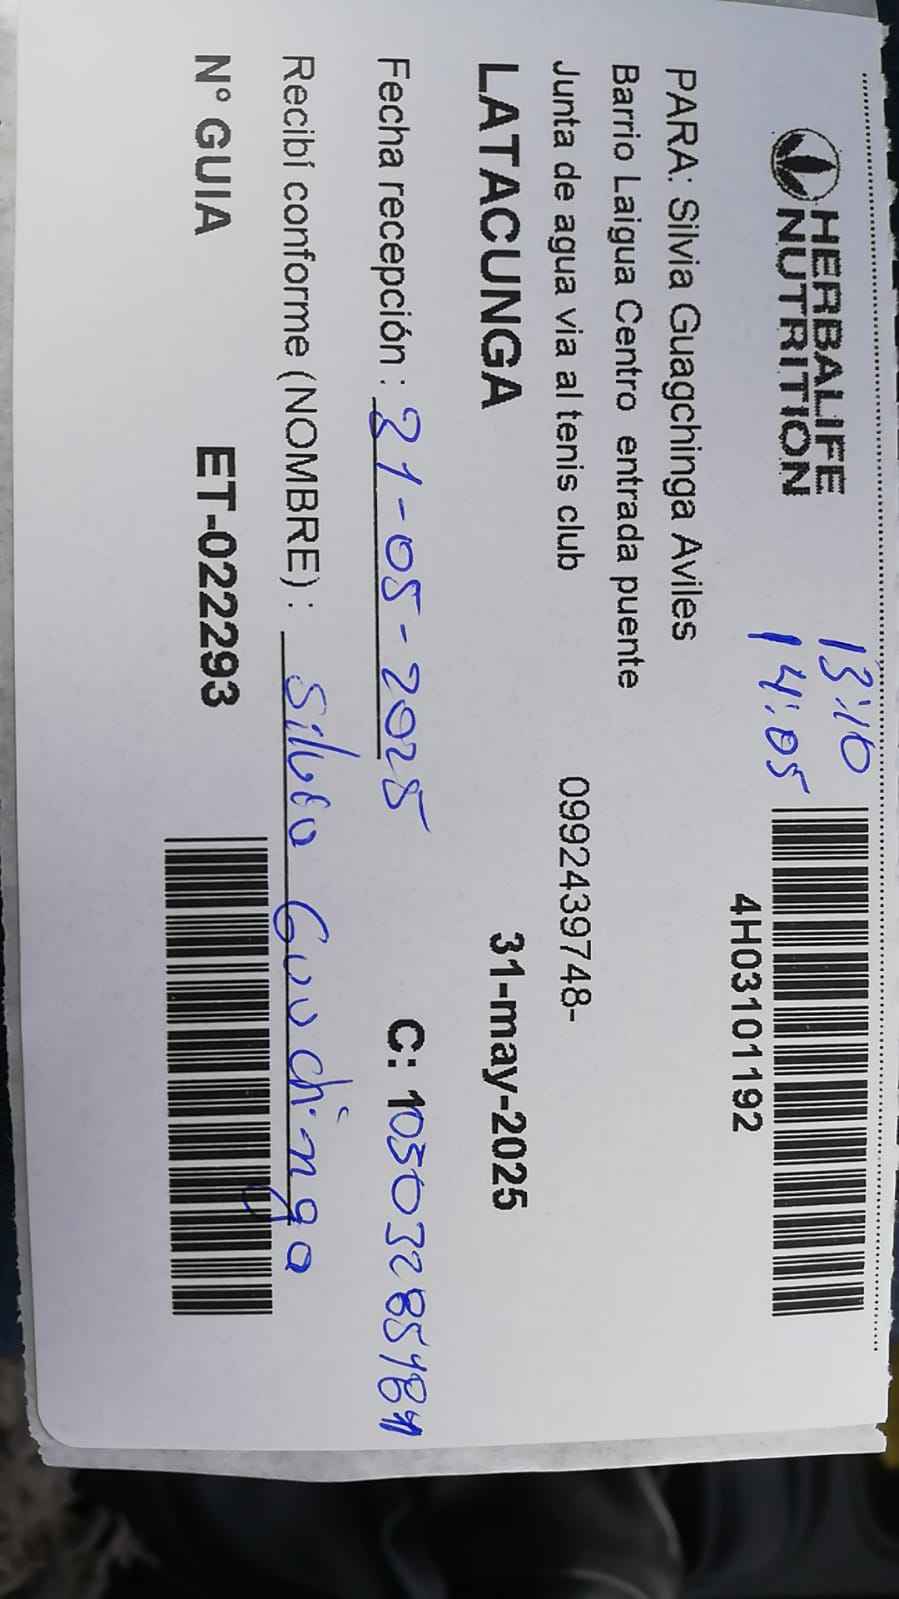 HERBALIFE
NUTRITION
13:10
14:05
4H03101192
PARA: Silvia Guagchinga Aviles
Barrio Laigua Centro entrada puente
Junta de agua via al tenis club 0992439748-
LATACUNGA 31-may-2025
Fecha recepción : 31-05-2025 C:
Recibí conforme (NOMBRE) : Silvia Guachinga
N° GUIA ET-022293